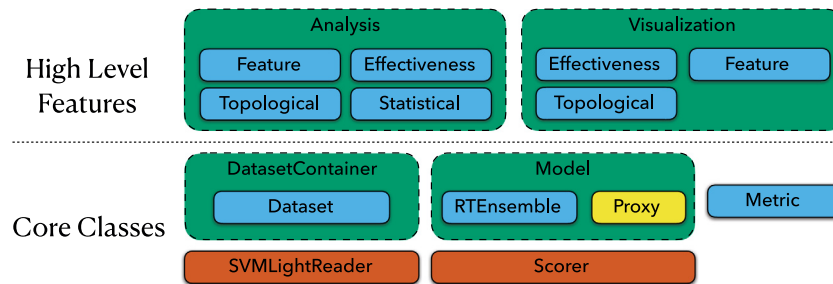 High Level
Features
Analysis
Feature
Effectiveness
Topological
Statistical
Visualization
Effectiveness
Feature
Topological
Core Classes
DatasetContainer
Dataset
Model
RTEnsemble
Proxy
Metric
SVMLightReader
Scorer